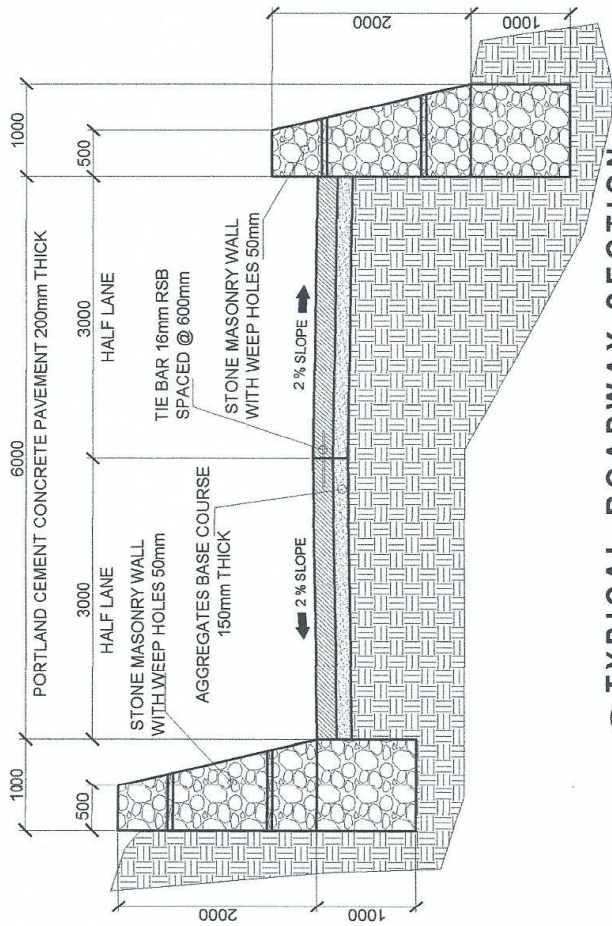 1000
6000
1000
PORTLAND CEMENT CONCRETE PAVEMENT 200mm THICK
500
3000
3000
500
HALF LANE
HALF LANE
STONE MASONRY WALL
WITH WEEP HOLES 50mm
TIE BAR 16mm RSB
SPACED @ 600mm
AGGREGATES BASE COURSE
150mm THICK
STONE MASONRY WALL
WITH WEEP HOLES 50mm
2 % SLOPE
2 % SLOPE
2000
1000
2000
1000
TYPICAL ROADWAY SECTION